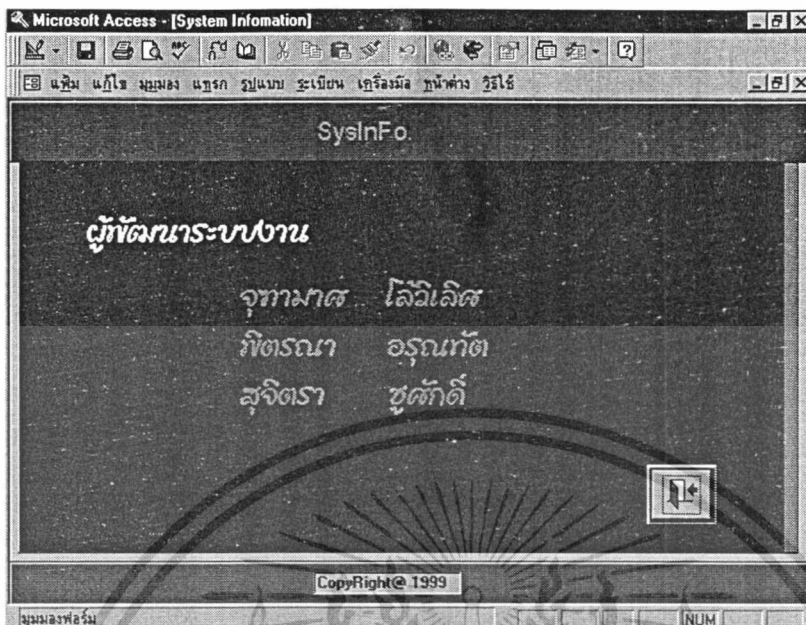 Microsoft Access - [System Infomation]
แฟ้ม แก้ไข มุมมอง แทรก รูปแบบ ระเบียน เครื่องมือ หน้าต่าง วิธีใช้
SysInFo.
ผู้พัฒนาระบบงาน
จุฑามาศ โล้วิเลิศ
พิตรณา อรุณทัต
สุจิตรา ชูศักดิ์
CopyRight@ 1999
มุมมองฟอร์ม NUM